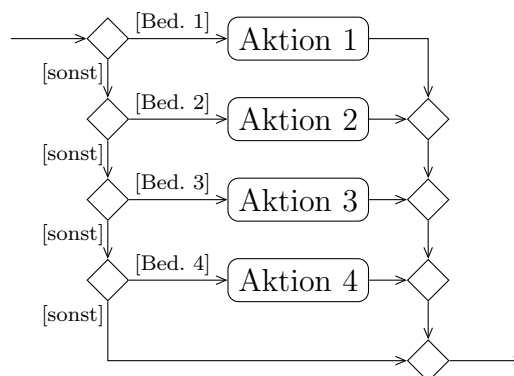 [Bed. 1]
Aktion 1
[sonst]
[Bed. 2]
Aktion 2
[sonst]
[Bed. 3]
Aktion 3
[sonst]
[Bed. 4]
Aktion 4
[sonst]